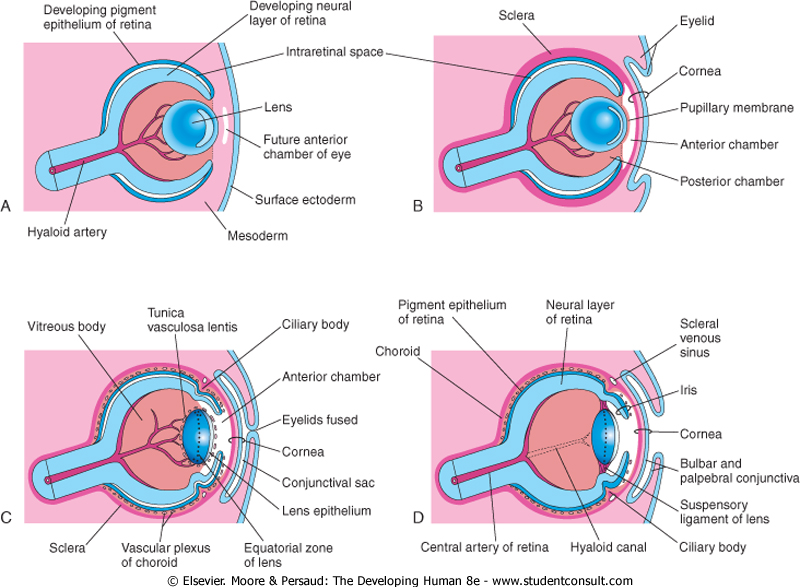 Developing pigment
epithelium of retina
Developing neural
layer of retina
Intraretinal space
Lens
Future anterior
chamber of eye
Surface ectoderm
Mesoderm
Hyaloid artery
A
Sclera
Eyelid
Cornea
Pupillary membrane
Anterior chamber
Posterior chamber
B
Vitreous body
Tunica
vasculosa lentis
Ciliary body
Anterior chamber
Eyelids fused
Cornea
Conjunctival sac
Lens epithelium
Equatorial zone
of lens
Vascular plexus
of choroid
Sclera
C
Choroid
Pigment epithelium
of retina
Neural layer
of retina
Scleral
venous
sinus
Iris
Cornea
Bulbar and
palpebral conjunctiva
Suspensory
ligament of lens
Ciliary body
Hyaloid canal
Central artery of retina
D
© Elsevier. Moore & Persaud: The Developing Human 8e - www.studentconsult.com